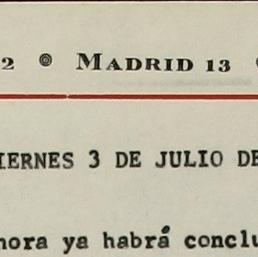 2 ● MADRID 13
IERNES 3 DE JULIO DE
hora ya habrá conclu